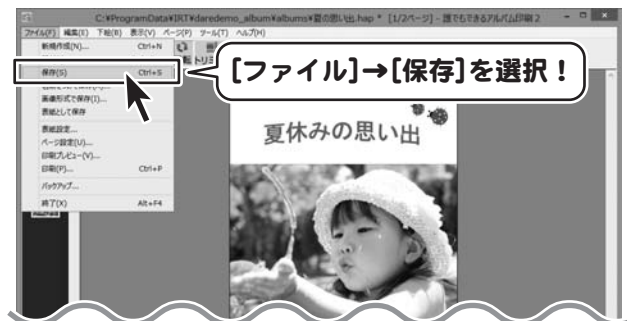 C:¥ProgramData¥IRT¥daredemo_album¥albums¥夏の思い出.hap * [1/2ページ] - 誰でもできるアルバム印刷2
ファイル(F) 編集(E) 下絵(B) 表示(V) ページ(P) ツール(T) ヘルプ(H)
新規作成(N)... Ctrl+N
保存(S) Ctrl+S
[ファイル]→[保存]を選択！
画像形式で保存(I)...
表紙として保存
表紙設定...
ページ設定(U)...
印刷プレビュー(V)...
印刷(P)... Ctrl+P
バックアップ...
終了(X) Alt+F4
夏休みの思い出